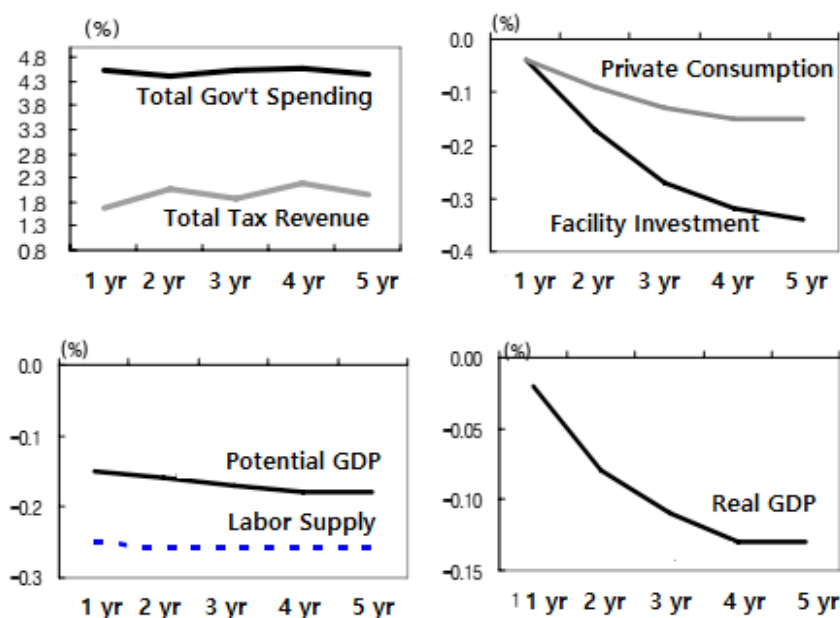 (%)
4.8
4.3
3.8
3.3
2.8
2.3
1.8
1.3
0.8
Total Gov't Spending
Total Tax Revenue
1 yr 2 yr 3 yr 4 yr 5 yr
0.0
-0.1
-0.2
-0.3
-0.4
Private Consumption
Facility Investment
1 yr 2 yr 3 yr 4 yr 5 yr
(%)
0.0
-0.1
-0.2
-0.3
Potential GDP
Labor Supply
1 yr 2 yr 3 yr 4 yr 5 yr
(%)
0.00
-0.05
-0.10
-0.15
Real GDP
1 1 yr 2 yr 3 yr 4 yr 5 yr